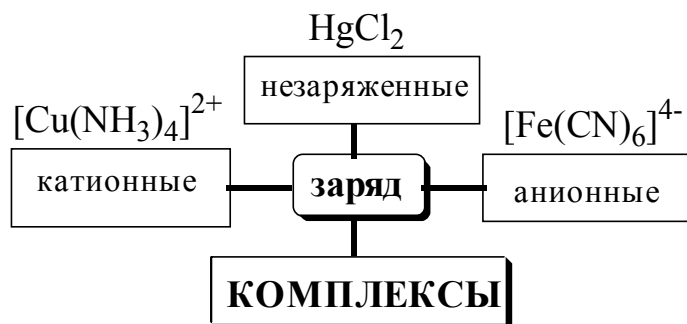 HgCl₂
незаряженные
[Cu(NH₃)₄]²⁺
[Fe(CN)₆]⁴⁻
катионные
заряд
анионные
КОМПЛЕКСЫ